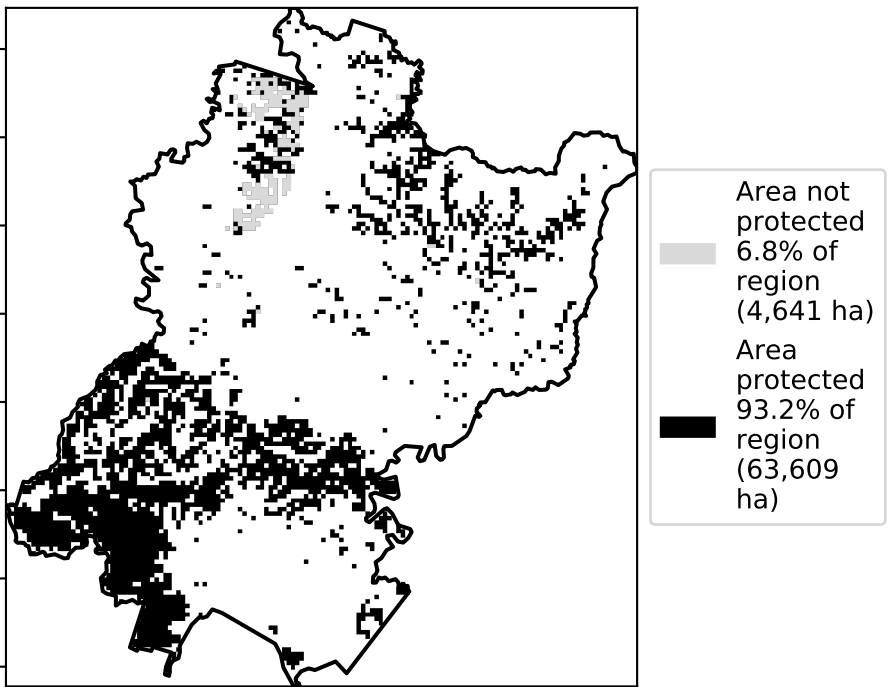 Area not
protected
6.8% of
region
(4,641 ha)
Area
protected
93.2% of
region
(63,609
ha)